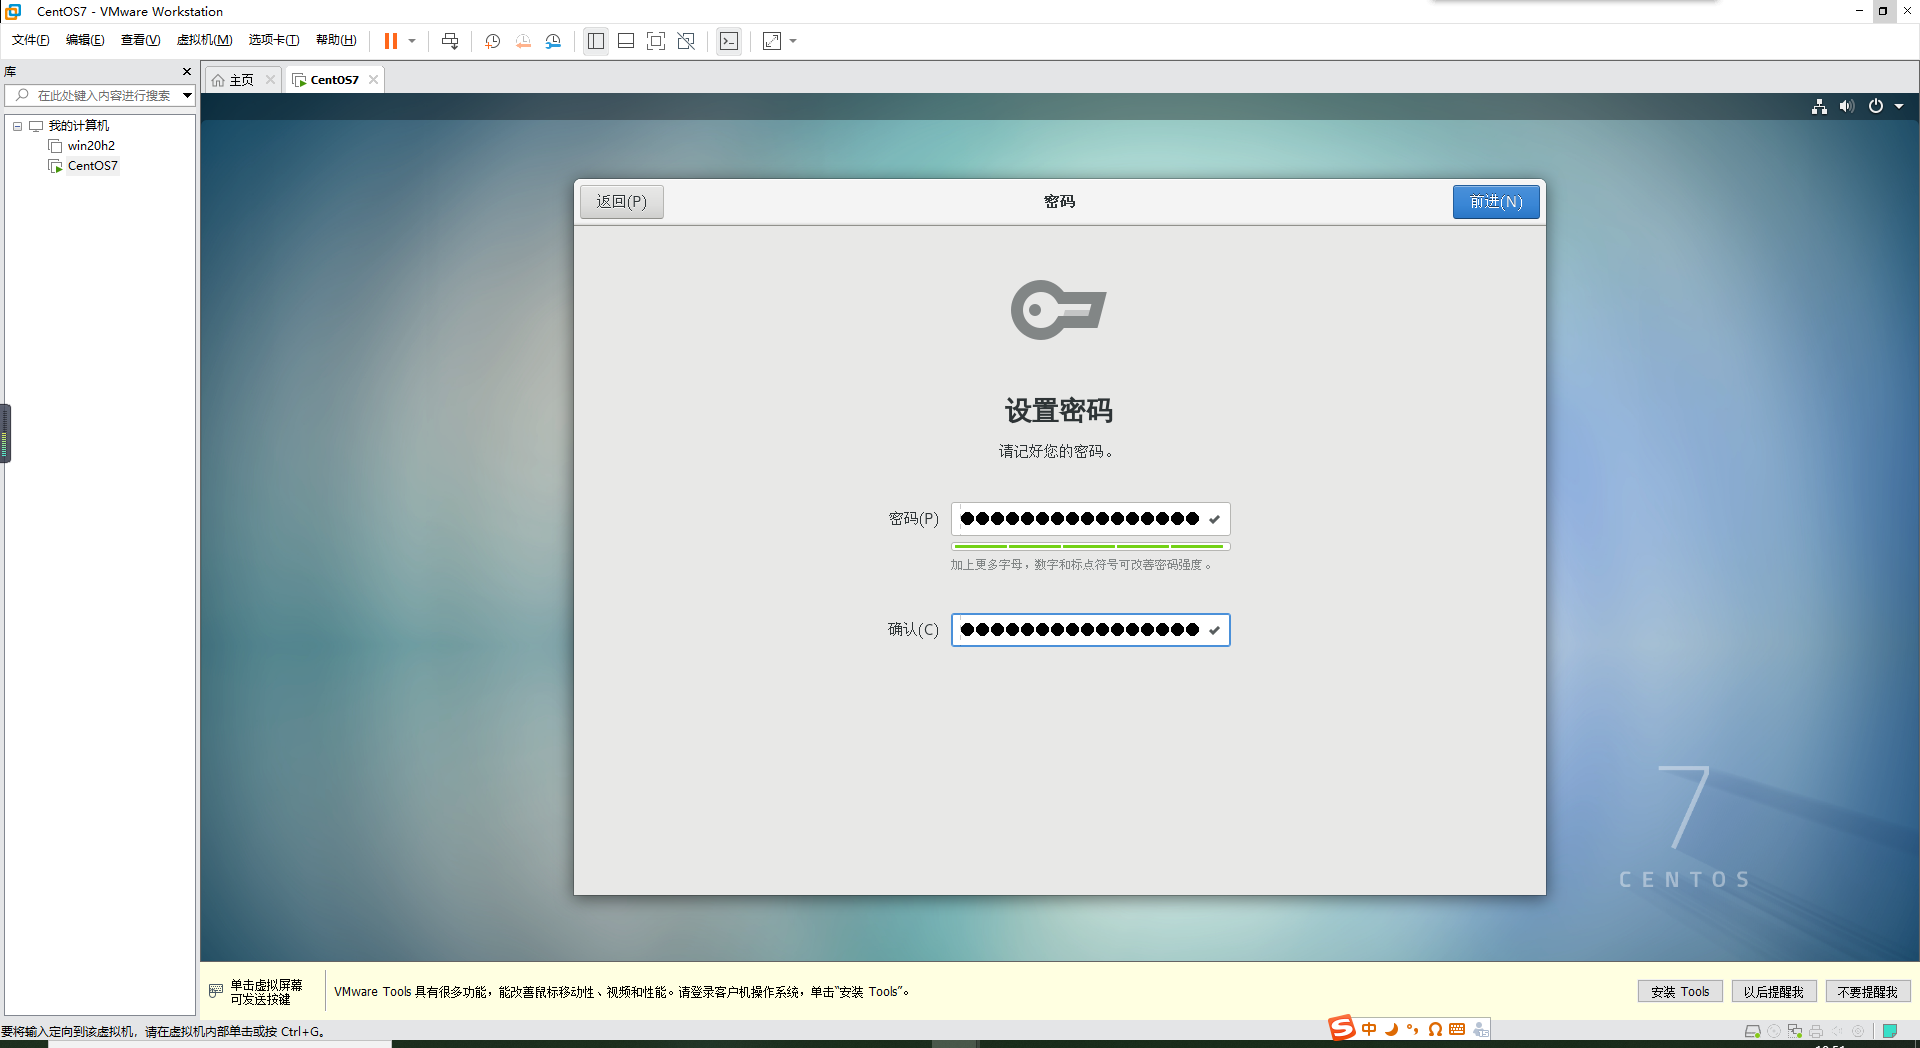 CentOS7 - VMware Workstation
文件(F) 编辑(E) 查看(V) 虚拟机(M) 选项卡(T) 帮助(H)
库
主页
CentOS7
在此处键入内容进行搜索
我的计算机
win20h2
CentOS7
返回(P)
密码
前进(N)
设置密码
请记好您的密码。
密码(P)
加上更多字母，数字和标点符号可改善密码强度。
确认(C)
7
CENTOS
单击虚拟屏幕
可发送按键
VMware Tools 具有很多功能，能改善鼠标移动性、视频和性能。请登录客户机操作系统，单击“安装 Tools”。
安装 Tools
以后提醒我
不要提醒我
要将输入定向到该虚拟机，请在虚拟机内部单击或按 Ctrl+G。
中